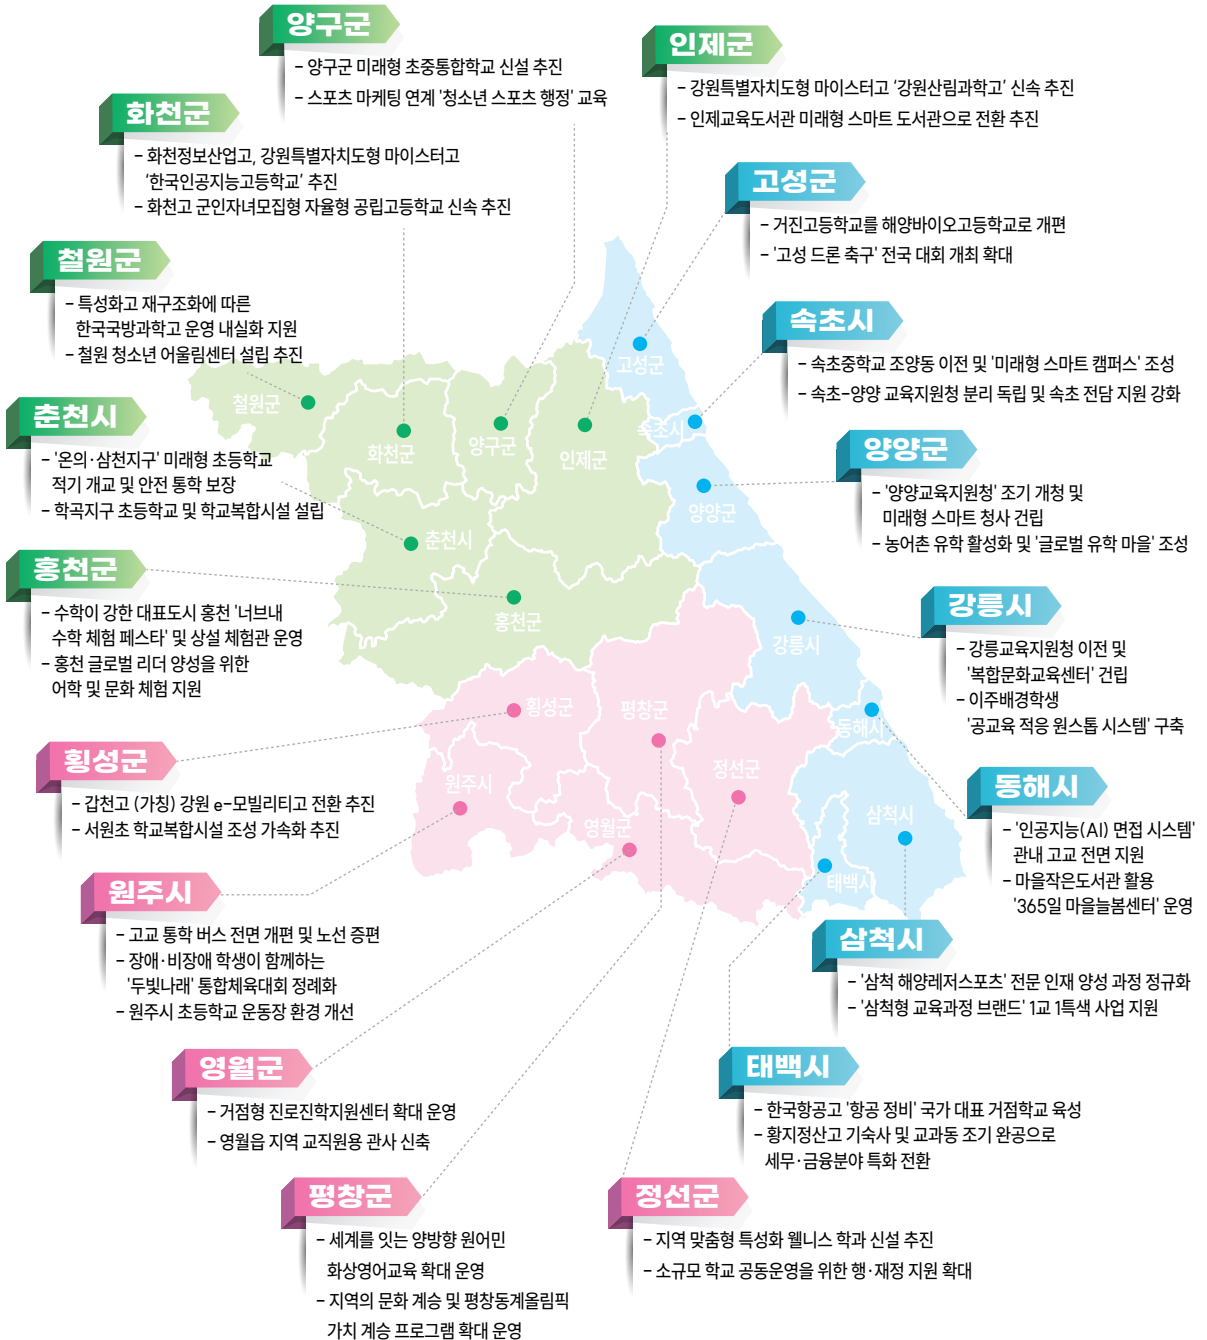 양구군
- 양구군 미래형 초중통합학교 신설 추진
- 스포츠 마케팅 연계 '청소년 스포츠 행정' 교육
인제군
- 강원특별자치도형 마이스터고 ‘강원산림과학고’ 신속 추진
- 인제교육도서관 미래형 스마트 도서관으로 전환 추진
화천군
- 화천정보산업고, 강원특별자치도형 마이스터고
‘한국인공지능고등학교’ 추진
- 화천고 군인자녀모집형 자율형 공립고등학교 신속 추진
고성군
- 거진고등학교를 해양바이오고등학교로 개편
- '고성 드론 축구' 전국 대회 개최 확대
철원군
- 특성화고 재구조화에 따른
한국국방과학고 운영 내실화 지원
- 철원 청소년 어울림센터 설립 추진
속초시
- 속초중학교 조양동 이전 및 '미래형 스마트 캠퍼스' 조성
- 속초-양양 교육지원청 분리 독립 및 속초 전담 지원 강화
춘천시
- '온의·삼천지구' 미래형 초등학교
적기 개교 및 안전 통학 보장
- 학곡지구 초등학교 및 학교복합시설 설립
양양군
- '양양교육지원청' 조기 개청 및
미래형 스마트 청사 건립
- 농어촌 유학 활성화 및 '글로벌 유학 마을' 조성
홍천군
- 수학이 강한 대표도시 홍천 '너브내
수학 체험 페스타' 및 상설 체험관 운영
- 홍천 글로벌 리더 양성을 위한
어학 및 문화 체험 지원
강릉시
- 강릉교육지원청 이전 및
'복합문화교육센터' 건립
- 이주배경학생
'공교육 적응 원스톱 시스템' 구축
고성군
철원군
속초시
화천군
양구군
인제군
양양군
춘천시
홍천군
강릉시
횡성군
평창군
동해시
원주시
정선군
영월군
삼척시
태백시
횡성군
- 갑천고 (가칭) 강원 e-모빌리티고 전환 추진
- 서원초 학교복합시설 조성 가속화 추진
동해시
- '인공지능(AI) 면접 시스템'
관내 고교 전면 지원
- 마을작은도서관 활용
'365일 마을늘봄센터' 운영
원주시
- 고교 통학 버스 전면 개편 및 노선 증편
- 장애·비장애 학생이 함께하는
'두빛나래' 통합체육대회 정례화
- 원주시 초등학교 운동장 환경 개선
삼척시
- '삼척 해양레저스포츠' 전문 인재 양성 과정 정규화
- '삼척형 교육과정 브랜드' 1교 1특색 사업 지원
영월군
- 거점형 진로진학지원센터 확대 운영
- 영월읍 지역 교직원용 관사 신축
태백시
- 한국항공고 '항공 정비' 국가 대표 거점학교 육성
- 황지정산고 기숙사 및 교과동 조기 완공으로
세무·금융분야 특화 전환
평창군
- 세계를 잇는 양방향 원어민
화상영어교육 확대 운영
- 지역의 문화 계승 및 평창동계올림픽
가치 계승 프로그램 확대 운영
정선군
- 지역 맞춤형 특성화 웰니스 학과 신설 추진
- 소규모 학교 공동운영을 위한 행·재정 지원 확대